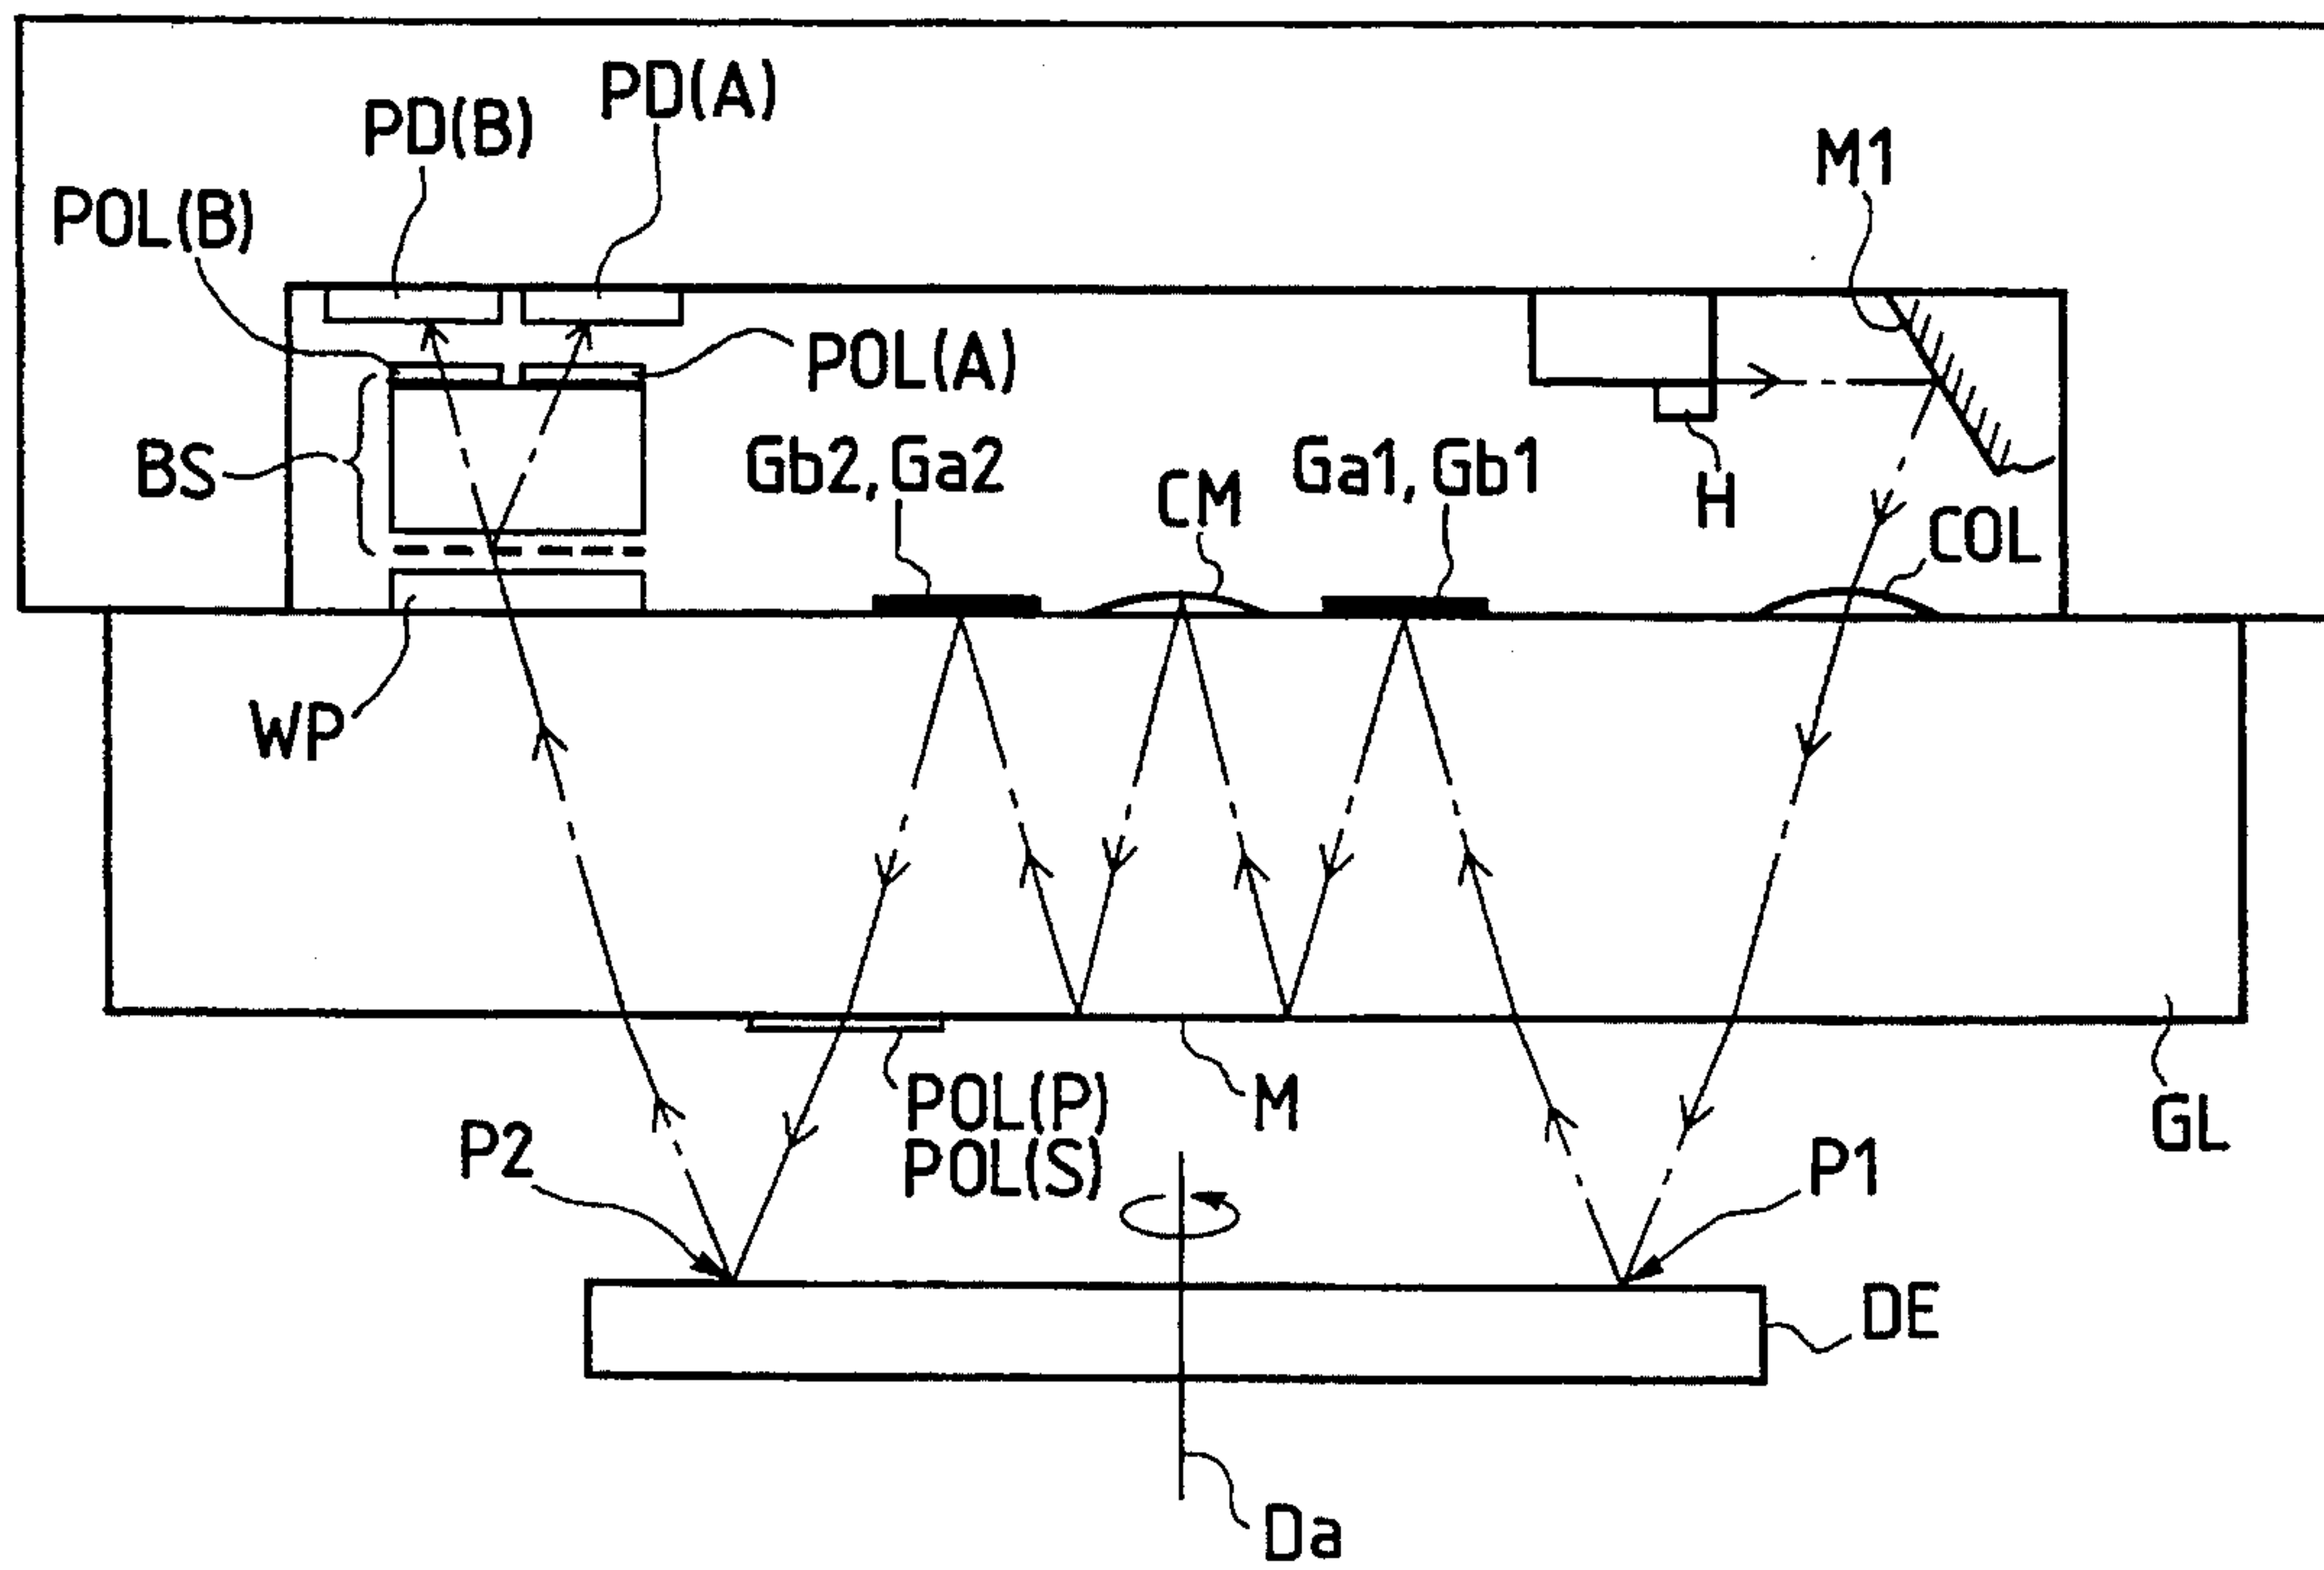 PD(A)
PD(B)
M1
POL(B)
POL(A)
BS
Gb2, Ga2
CM
Ga1, Gb1
H
COL
WP
POL(P)
POL(S)
M
GL
P2
P1
DE
Da